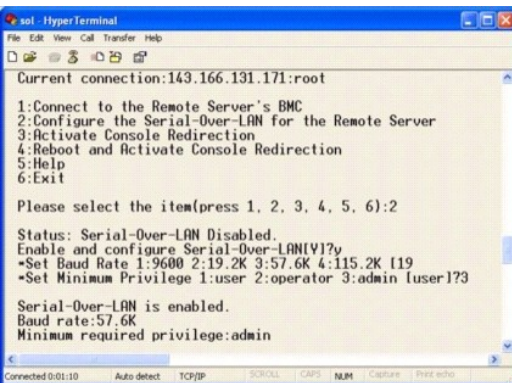 sol - HyperTerminal
File Edit View Call Transfer Help
Current connection:143.166.131.171:root
1:Connect to the Remote Server's BMC
2:Configure the Serial-Over-LAN for the Remote Server
3:Activate Console Redirection
4:Reboot and Activate Console Redirection
5:Help
6:Exit
Please select the item(press 1, 2, 3, 4, 5, 6):2
Status: Serial-Over-LAN Disabled.
Enable and configure Serial-Over-LAN[Y]?y
*Set Baud Rate 1:9600 2:19.2K 3:57.6K 4:115.2K [19
*Set Minimum Privilege 1:user 2:operator 3:admin [user]?3
Serial-Over-LAN is enabled.
Baud rate:57.6K
Minimum required privilege:admin
Connected 0:01:10 Auto detect TCP/IP SCROLL CAPS NUM Capture Print echo